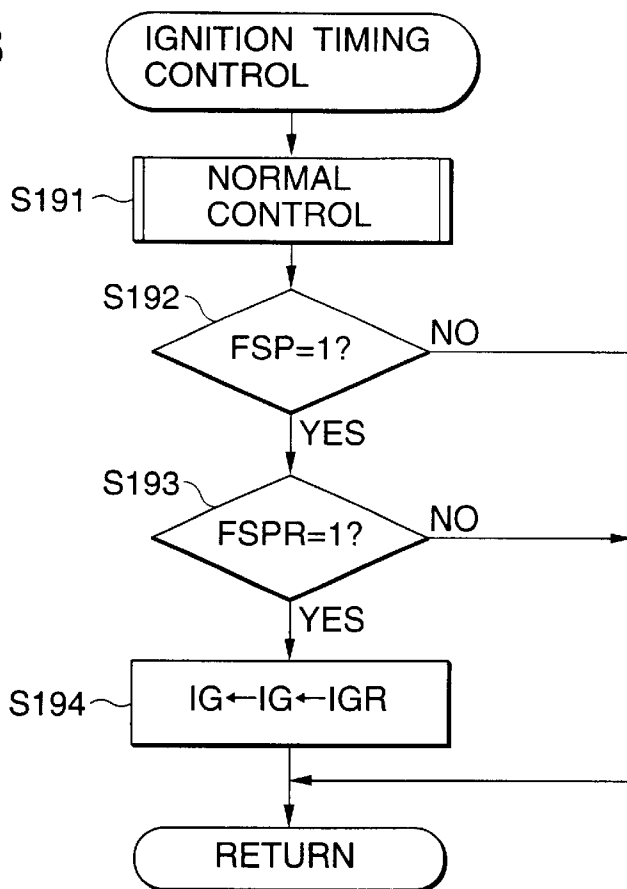 IGNITION TIMING
CONTROL
S191
NORMAL
CONTROL
S192
FSP=1?
NO
YES
S193
FSPR=1?
NO
YES
S194
IG←IG←IGR
RETURN